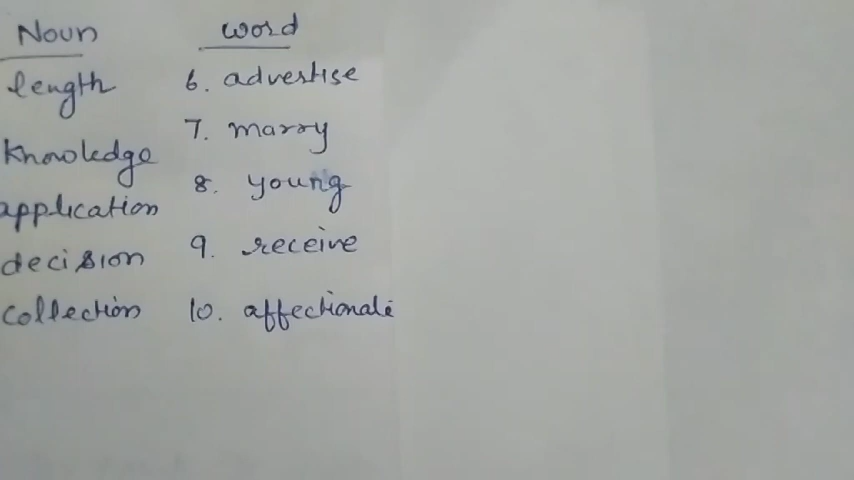 Noun word
length 6. advertise
knowledge 7. marry
application 8. young
decision 9. receive
collection 10. affectionate